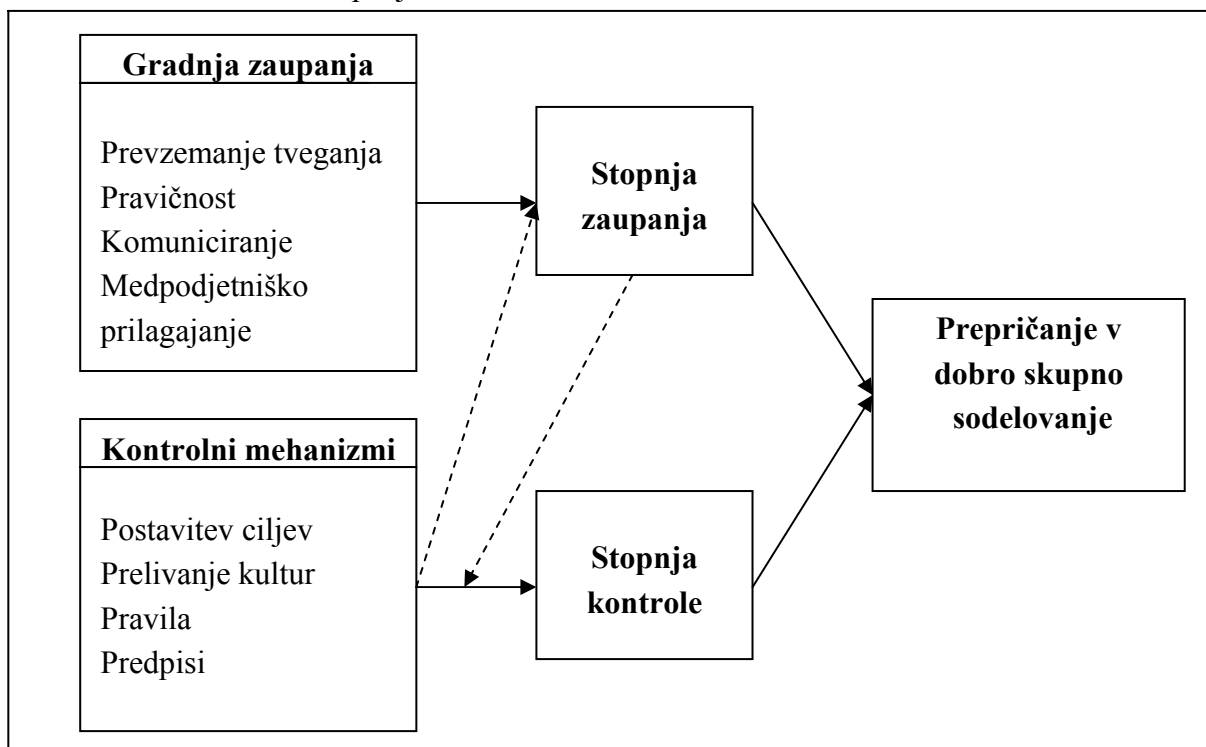 Gradnja zaupanja
Prevzemanje tveganja
Pravičnost
Komuniciranje
Medpodjetniško
prilagajanje
Kontrolni mehanizmi
Postavitev ciljev
Prelivanje kultur
Pravila
Predpisi
Stopnja
zaupanja
Stopnja
kontrole
Prepričanje v
dobro skupno
sodelovanje